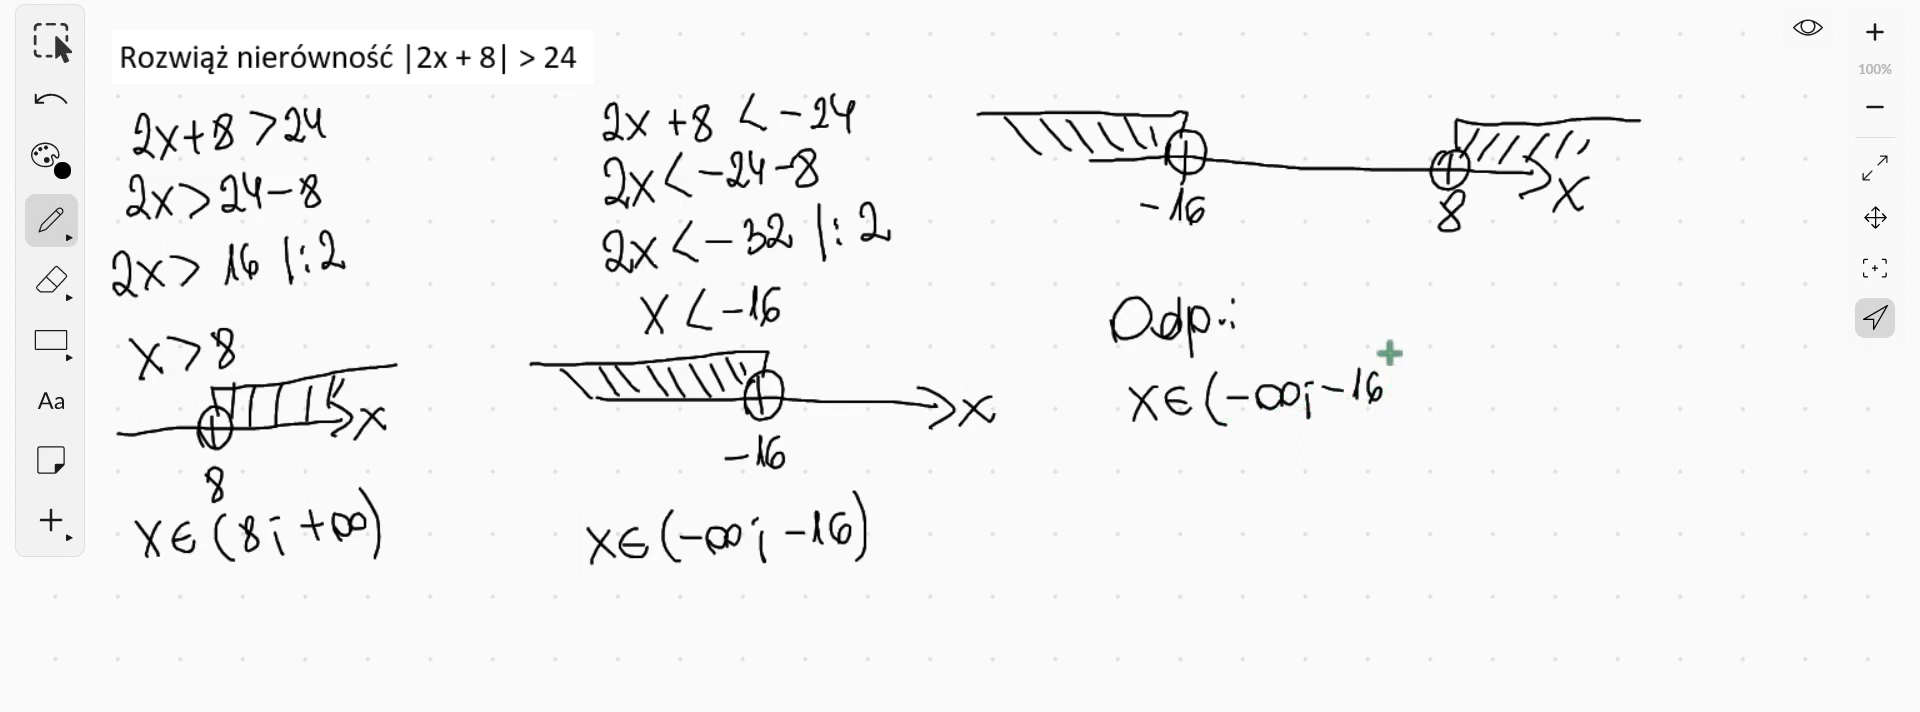 Rozwiąż nierówność |2x + 8| > 24
2x+8 > 24
2x > 24-8
2x > 16 |:2
x > 8
x
8
x∈(8; +∞)
2x +8 < -24
2x < -24-8
2x < -32 |:2
x < -16
x
-16
x∈(-∞; -16)
-16
8
x
Odp.:
x∈(-∞; -16
100%
Aa